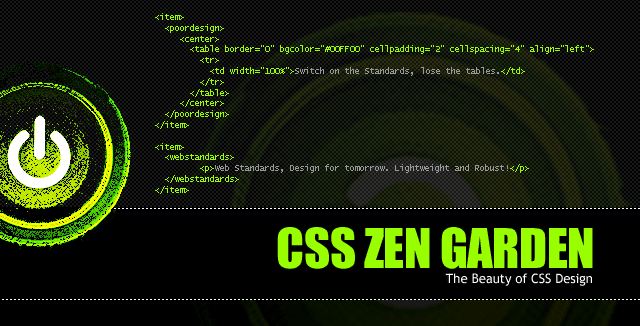 <item>
<poordesign>
<center>
<table border="0" bgcolor="#00FF00" cellpadding="2" cellspacing="4" align="left">
<tr>
<td width="100%">Switch on the Standards, lose the tables.</td>
</tr>
</table>
</center>
</poordesign>
</item>
<item>
<webstandards>
<p>Web Standards, Design for tomorrow. Lightweight and Robust!</p>
</webstandards>
</item>
CSS ZEN GARDEN
The Beauty of CSS Design